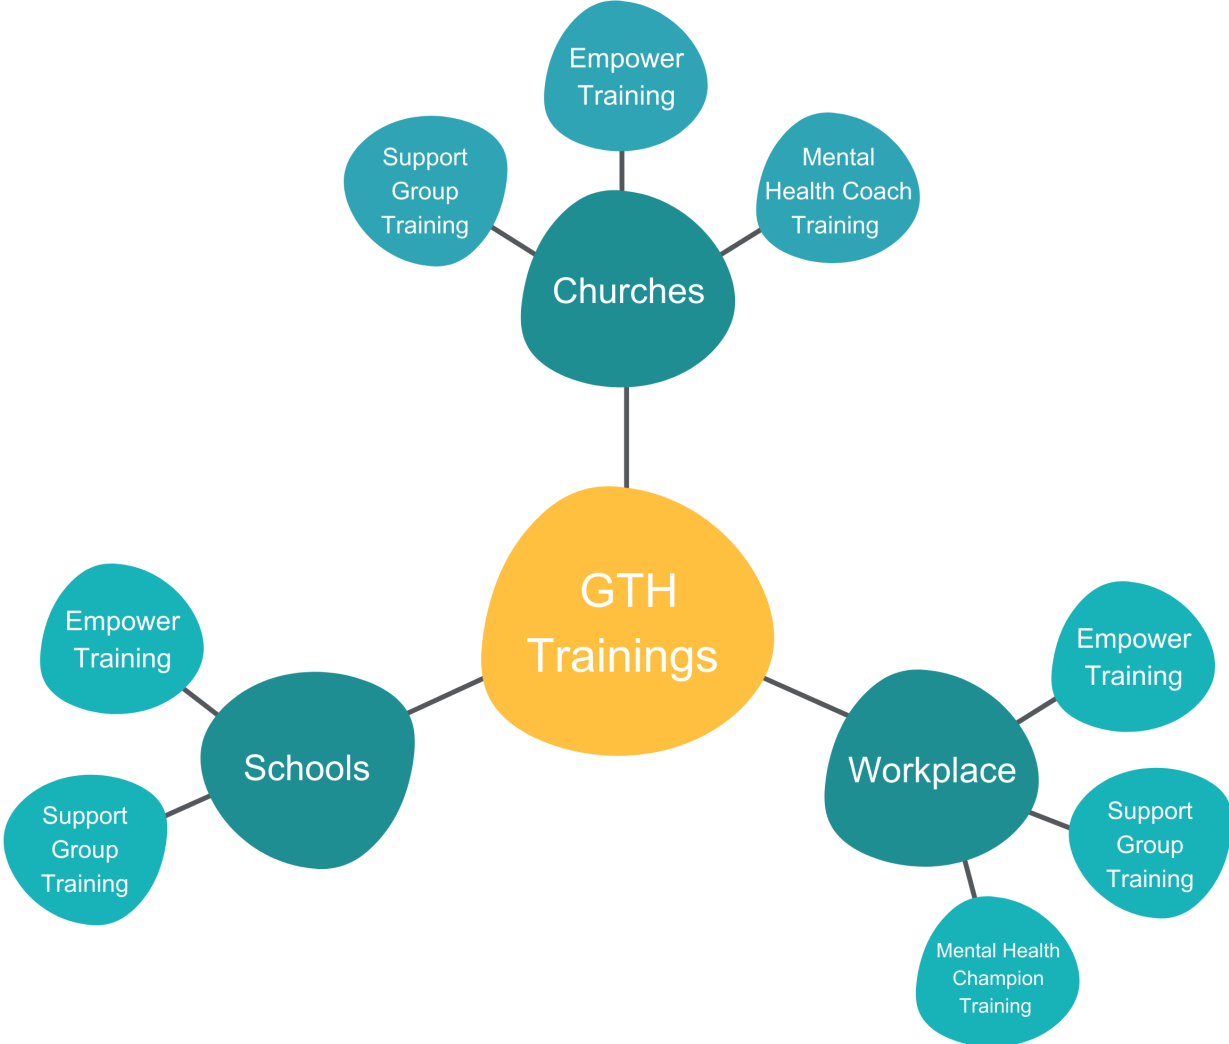 Empower
Training
Support
Group
Training
Mental
Health Coach
Training
Churches
GTH
Trainings
Empower
Training
Schools
Support
Group
Training
Empower
Training
Workplace
Support
Group
Training
Mental Health
Champion
Training